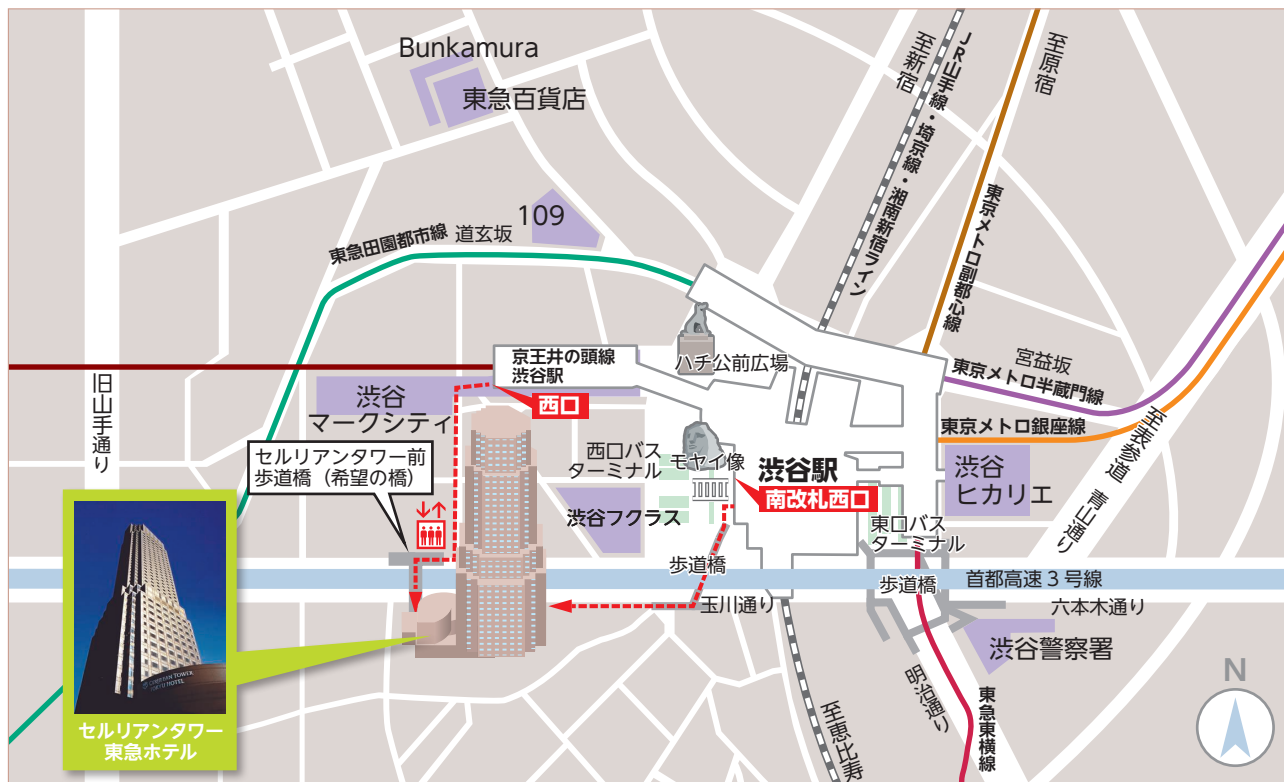 Bunkamura
東急百貨店
至新宿
JR山手線・埼京線・湘南新宿ライン
至原宿
東京メトロ副都心線
109
道玄坂
東急田園都市線
ハチ公前広場
京王井の頭線
渋谷駅
西口
渋谷
マークシティ
旧山手通り
宮益坂
東京メトロ半蔵門線
東京メトロ銀座線
至表参道
青山通り
セルリアンタワー前
歩道橋（希望の橋）
西口バス
ターミナル
モヤイ像
渋谷駅
南改札西口
渋谷
ヒカリエ
渋谷フクラス
東口バス
ターミナル
歩道橋
歩道橋
首都高速3号線
玉川通り
六本木通り
渋谷警察署
明治通り
東急東横線
至恵比寿
CERULEAN TOWER
TOKYU HOTEL
セルリアンタワー
東急ホテル
N